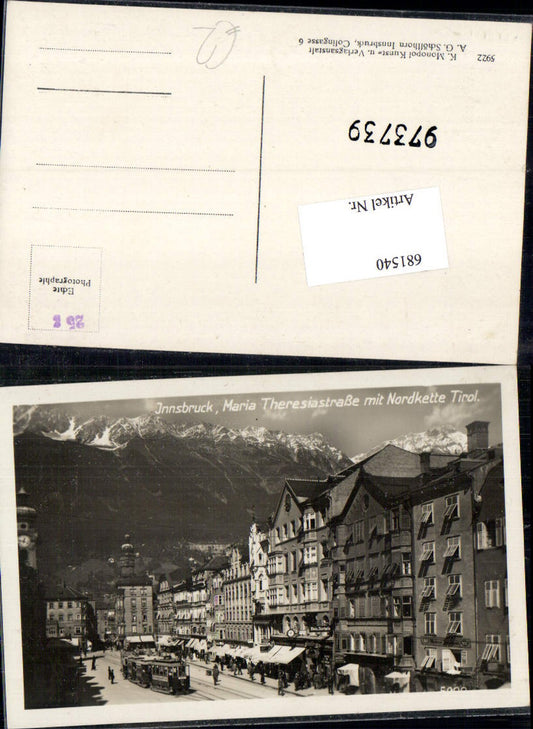 5922
K. Monopol Kunst- u. Verlagsanstalt
A. G. Schöllhorn Innsbruck, Colingasse 6
973739
Artikel Nr.
681540
Echte
Photographie
Innsbruck, Maria Theresiastraße mit Nordkette Tirol.